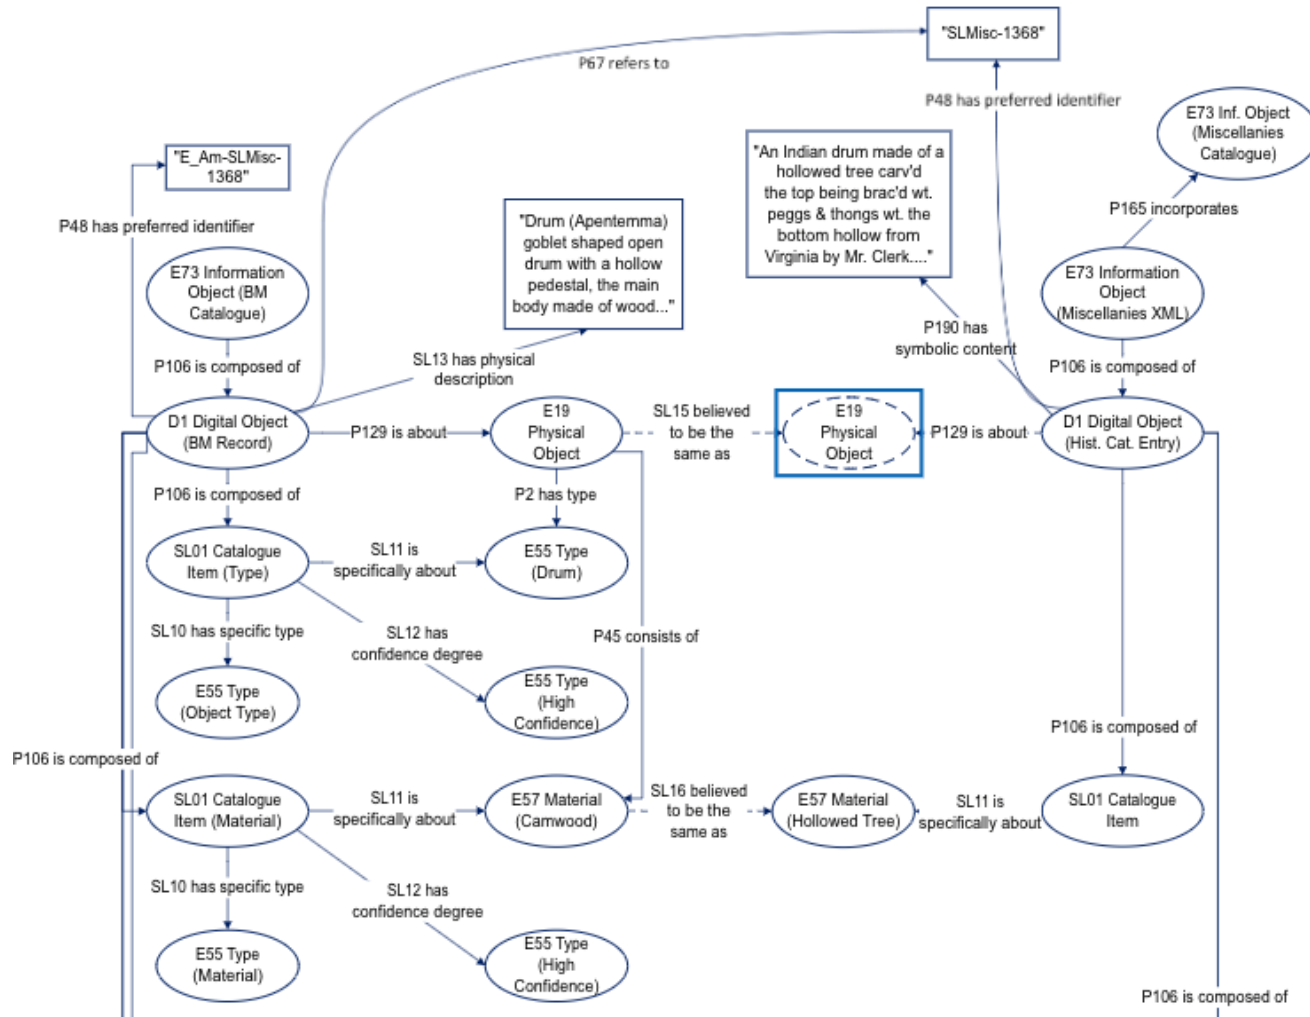 "SLMisc-1368"
P67 refers to
P48 has preferred identifier
E73 Inf. Object
(Miscellanies
Catalogue)
"E_Am-SLMisc-
1368"
"An Indian drum made of a
hollowed tree carv'd
the top being brac'd wt.
peggs & thongs wt. the
bottom hollow from
Virginia by Mr. Clerk...."
P165 incorporates
P48 has preferred identifier
"Drum (Apentemma)
goblet shaped open
drum with a hollow
pedestal, the main
body made of wood..."
E73 Information
Object (BM
Catalogue)
E73 Information
Object
(Miscellanies XML)
P190 has
symbolic content
P106 is composed of
SL13 has physical
description
P106 is composed of
D1 Digital Object
(BM Record)
P129 is about
E19
Physical
Object
SL15 believed
to be the
same as
E19
Physical
Object
P129 is about
D1 Digital Object
(Hist. Cat. Entry)
P106 is composed of
P2 has type
SL01 Catalogue
Item (Type)
SL11 is
specifically about
E55 Type
(Drum)
SL10 has specific type
SL12 has
confidence degree
P45 consists of
E55 Type
(Object Type)
E55 Type
(High
Confidence)
P106 is composed of
P106 is composed of
SL01 Catalogue
Item (Material)
SL11 is
specifically about
E57 Material
(Camwood)
SL16 believed
to be the
same as
E57 Material
(Hollowed Tree)
SL11 is
specifically about
SL01 Catalogue
Item
SL10 has specific type
SL12 has
confidence degree
E55 Type
(Material)
E55 Type
(High
Confidence)
P106 is composed of